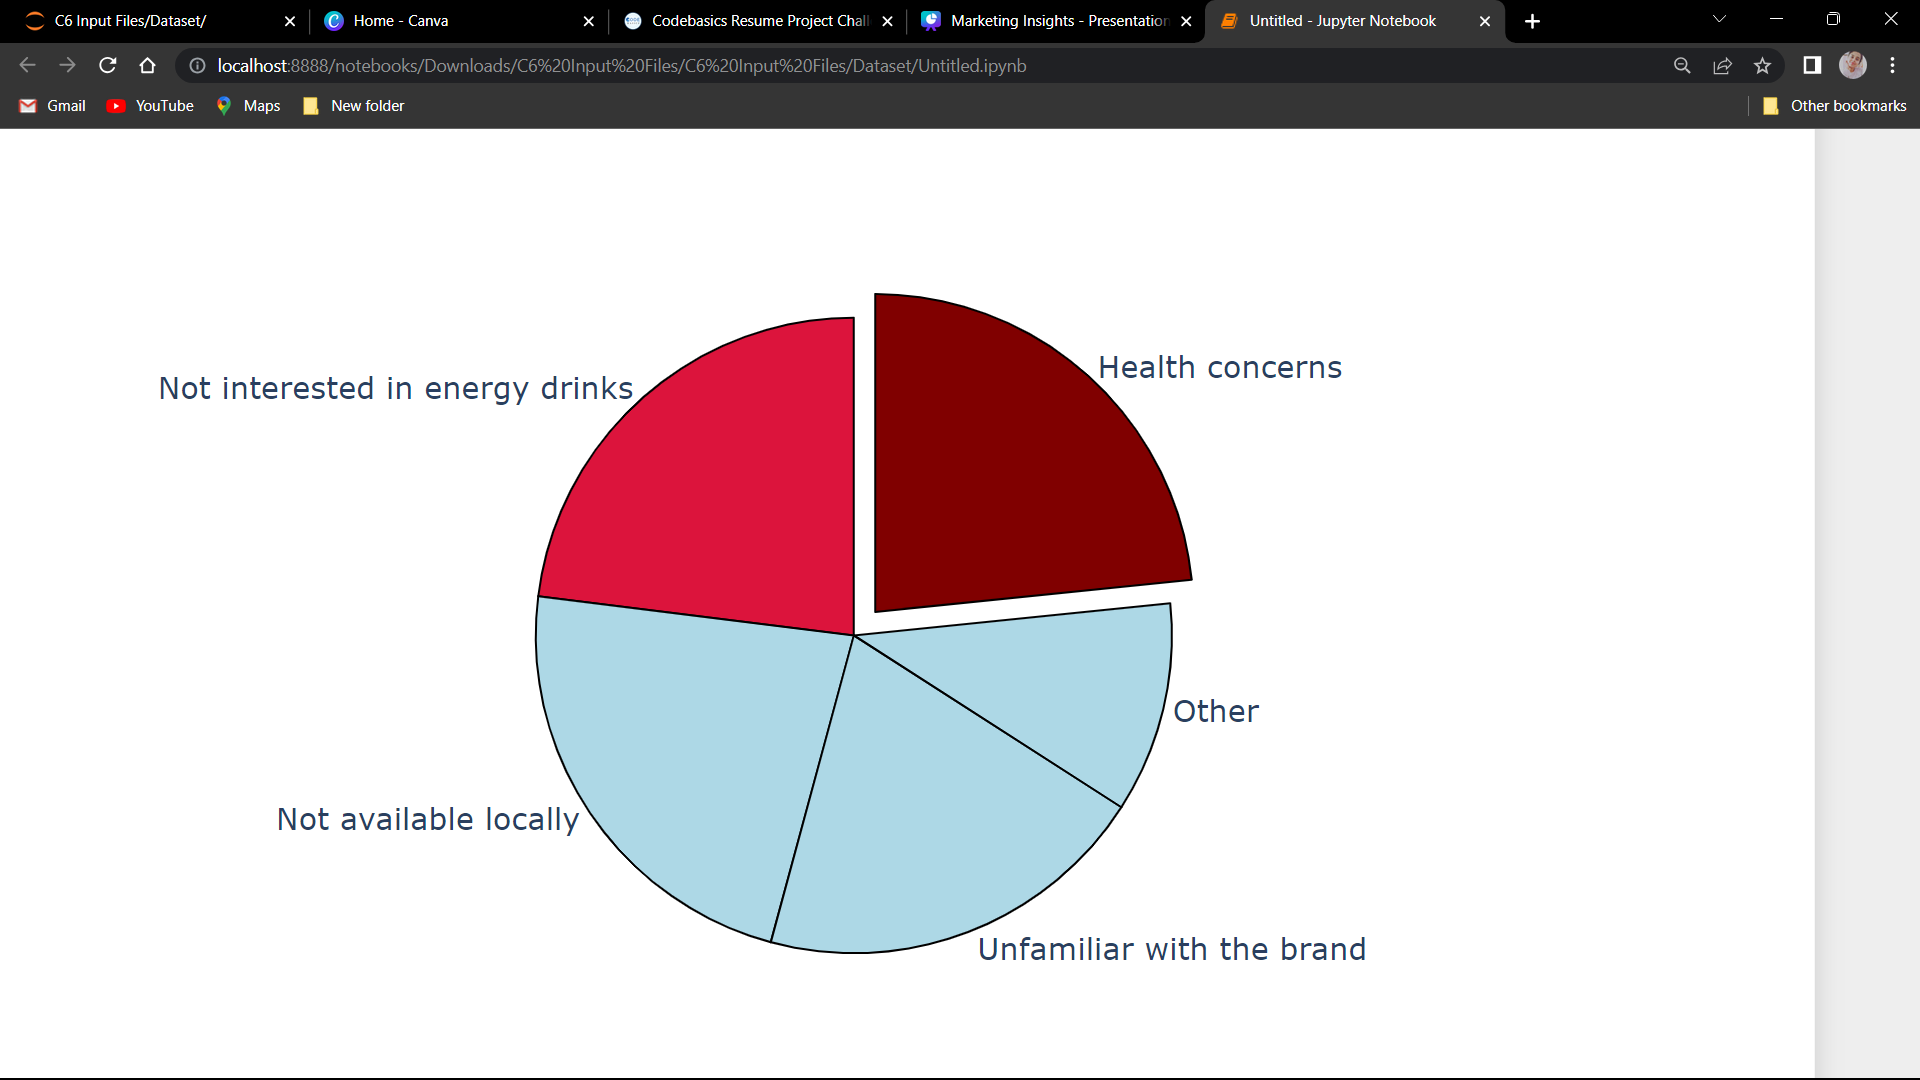 C6 Input Files/Dataset/
Home - Canva
Codebasics Resume Project Chall
Marketing Insights - Presentation
Untitled - Jupyter Notebook
localhost:8888/notebooks/Downloads/C6%20Input%20Files/C6%20Input%20Files/Dataset/Untitled.ipynb
Gmail
YouTube
Maps
New folder
Other bookmarks
Health concerns
Not interested in energy drinks
Other
Not available locally
Unfamiliar with the brand